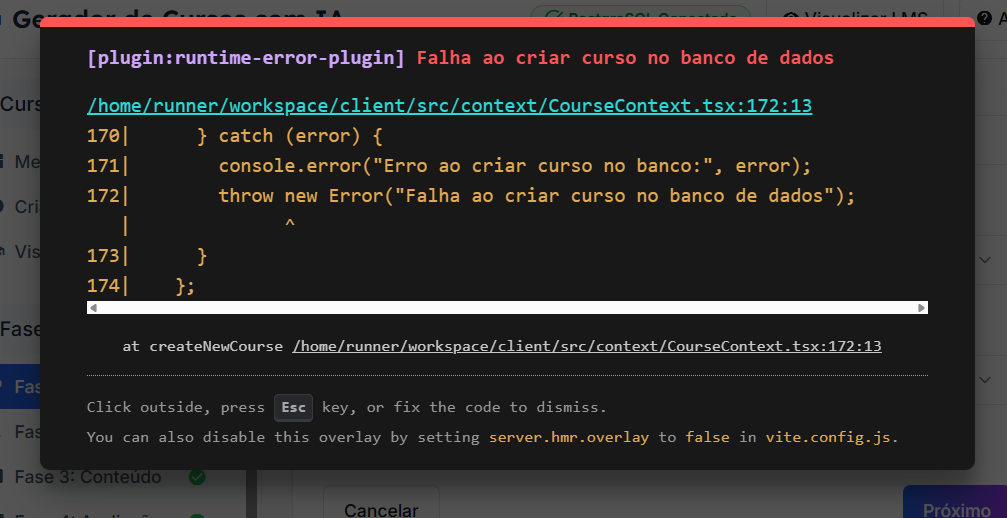 Gerador de Cursos com IA
PostgreSQL Conectado
Visualizar LMS
[plugin:runtime-error-plugin] Falha ao criar curso no banco de dados
/home/runner/workspace/client/src/context/CourseContext.tsx:172:13
170|      } catch (error) {
171|        console.error("Erro ao criar curso no banco:", error);
172|        throw new Error("Falha ao criar curso no banco de dados");
   |              ^
173|      }
174|    };
at createNewCourse /home/runner/workspace/client/src/context/CourseContext.tsx:172:13
Click outside, press Esc key, or fix the code to dismiss.
You can also disable this overlay by setting server.hmr.overlay to false in vite.config.js.
Curs
Me
Cria
Vis
Fase
Fas
Fas
Fase 3: Conteúdo
Cancelar
Próximo